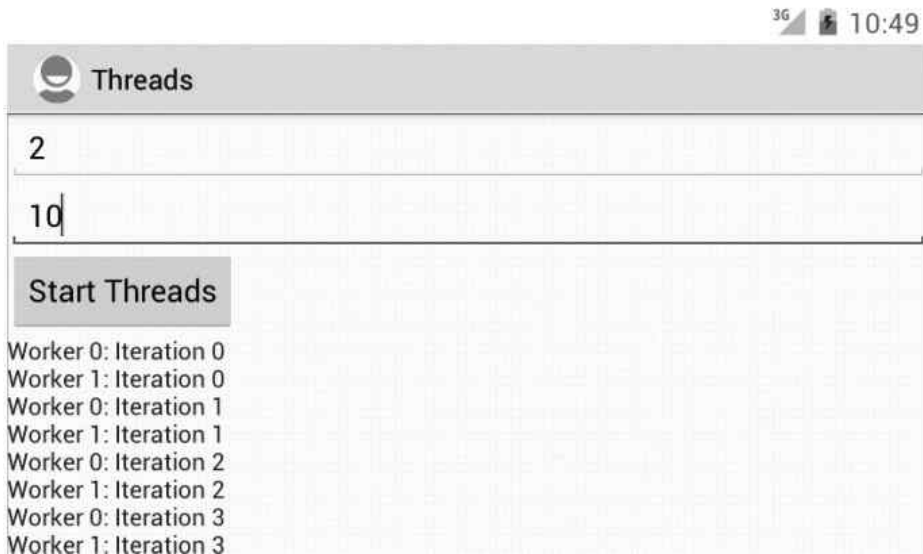 3G 10:49
Threads
2
10
Start Threads
Worker 0: Iteration 0
Worker 1: Iteration 0
Worker 0: Iteration 1
Worker 1: Iteration 1
Worker 0: Iteration 2
Worker 1: Iteration 2
Worker 0: Iteration 3
Worker 1: Iteration 3